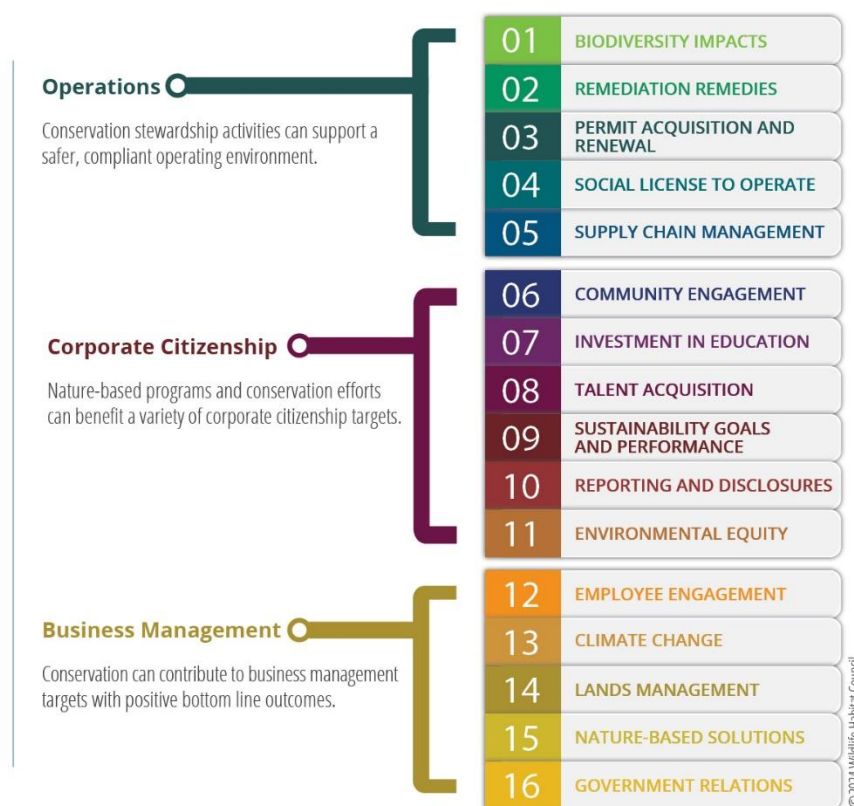 Operations
Conservation stewardship activities can support a
safer, compliant operating environment.
01 BIODIVERSITY IMPACTS
02 REMEDIATION REMEDIES
03 PERMIT ACQUISITION AND
RENEWAL
04 SOCIAL LICENSE TO OPERATE
05 SUPPLY CHAIN MANAGEMENT
Corporate Citizenship
Nature-based programs and conservation efforts
can benefit a variety of corporate citizenship targets.
06 COMMUNITY ENGAGEMENT
07 INVESTMENT IN EDUCATION
08 TALENT ACQUISITION
09 SUSTAINABILITY GOALS
AND PERFORMANCE
10 REPORTING AND DISCLOSURES
11 ENVIRONMENTAL EQUITY
Business Management
Conservation can contribute to business management
targets with positive bottom line outcomes.
12 EMPLOYEE ENGAGEMENT
13 CLIMATE CHANGE
14 LANDS MANAGEMENT
15 NATURE-BASED SOLUTIONS
16 GOVERNMENT RELATIONS
©2024 Wildlife Habitat Council